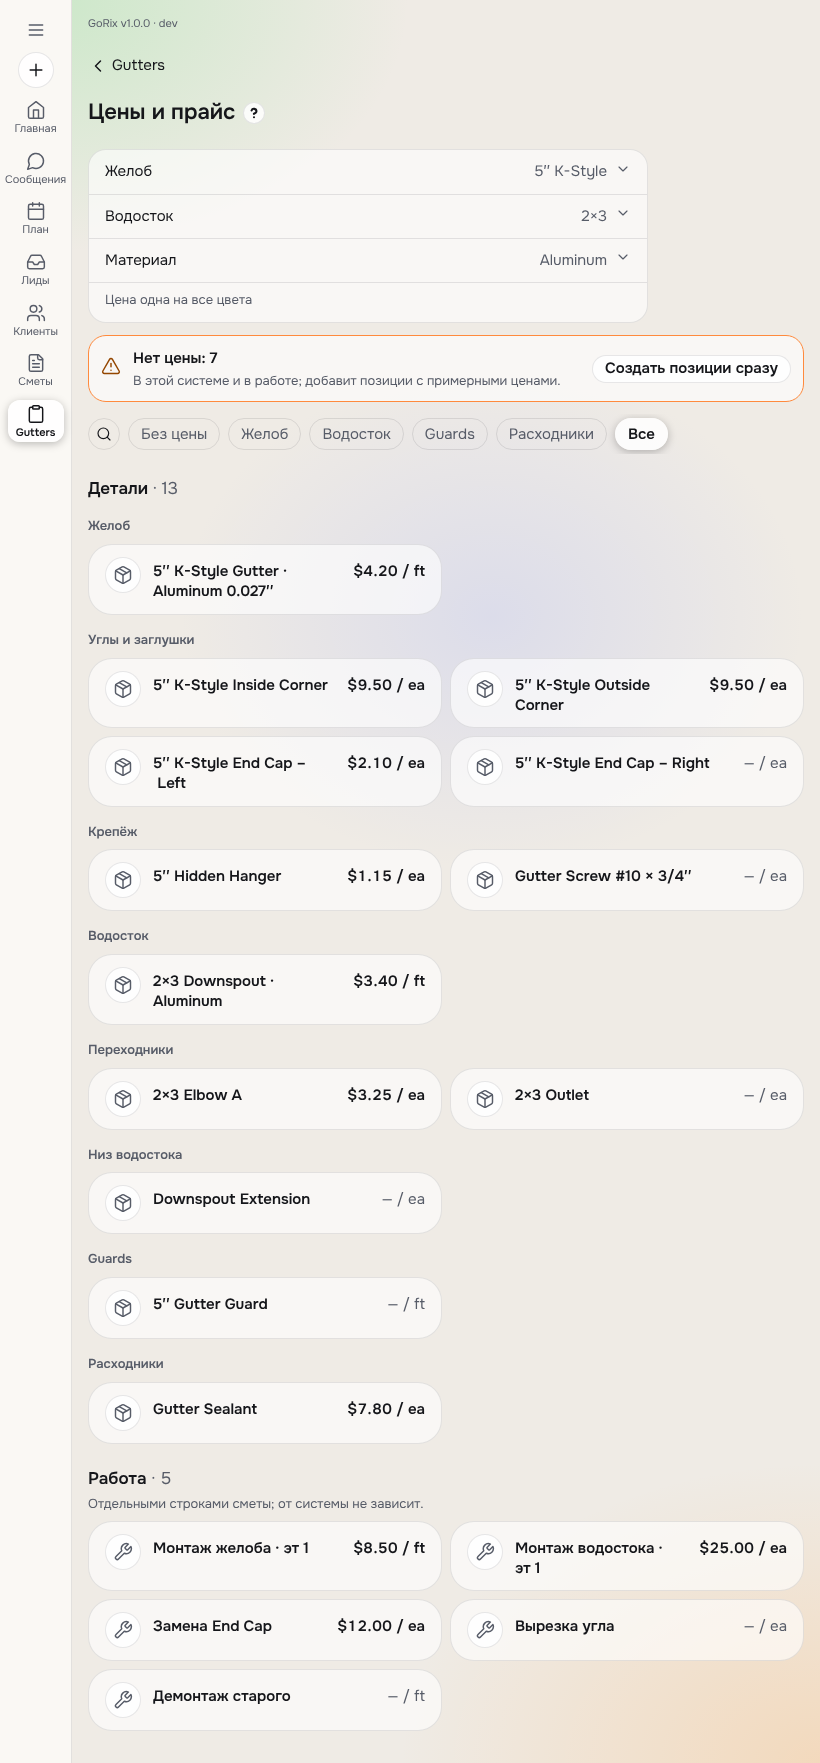 GoRix v1.0.0 · dev
Gutters
Цены и прайс ?
Главная
Сообщения
План
Лиды
Клиенты
Сметы
Gutters
Желоб 5″ K-Style
Водосток 2×3
Материал Aluminum
Цена одна на все цвета
Нет цены: 7
В этой системе и в работе; добавит позиции с примерными ценами.
Создать позиции сразу
Без цены Желоб Водосток Guards Расходники Все
Детали · 13
Желоб
5″ K-Style Gutter · $4.20 / ft
Aluminum 0.027″
Углы и заглушки
5″ K-Style Inside Corner $9.50 / ea
5″ K-Style Outside $9.50 / ea
Corner
5″ K-Style End Cap – $2.10 / ea
Left
5″ K-Style End Cap – Right — / ea
Крепёж
5″ Hidden Hanger $1.15 / ea
Gutter Screw #10 × 3/4″ — / ea
Водосток
2×3 Downspout · $3.40 / ft
Aluminum
Переходники
2×3 Elbow A $3.25 / ea
2×3 Outlet — / ea
Низ водостока
Downspout Extension — / ea
Guards
5″ Gutter Guard — / ft
Расходники
Gutter Sealant $7.80 / ea
Работа · 5
Отдельными строками сметы; от системы не зависит.
Монтаж желоба · эт 1 $8.50 / ft
Монтаж водостока · $25.00 / ea
эт 1
Замена End Cap $12.00 / ea
Вырезка угла — / ea
Демонтаж старого — / ft